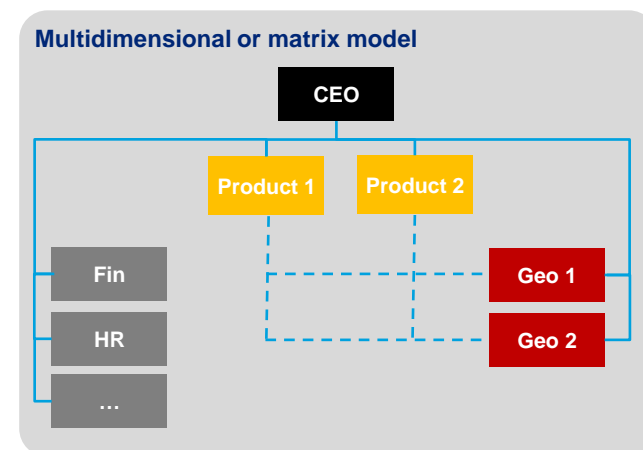 Multidimensional or matrix model
CEO
Product 1
Product 2
Fin
Geo 1
HR
Geo 2
…